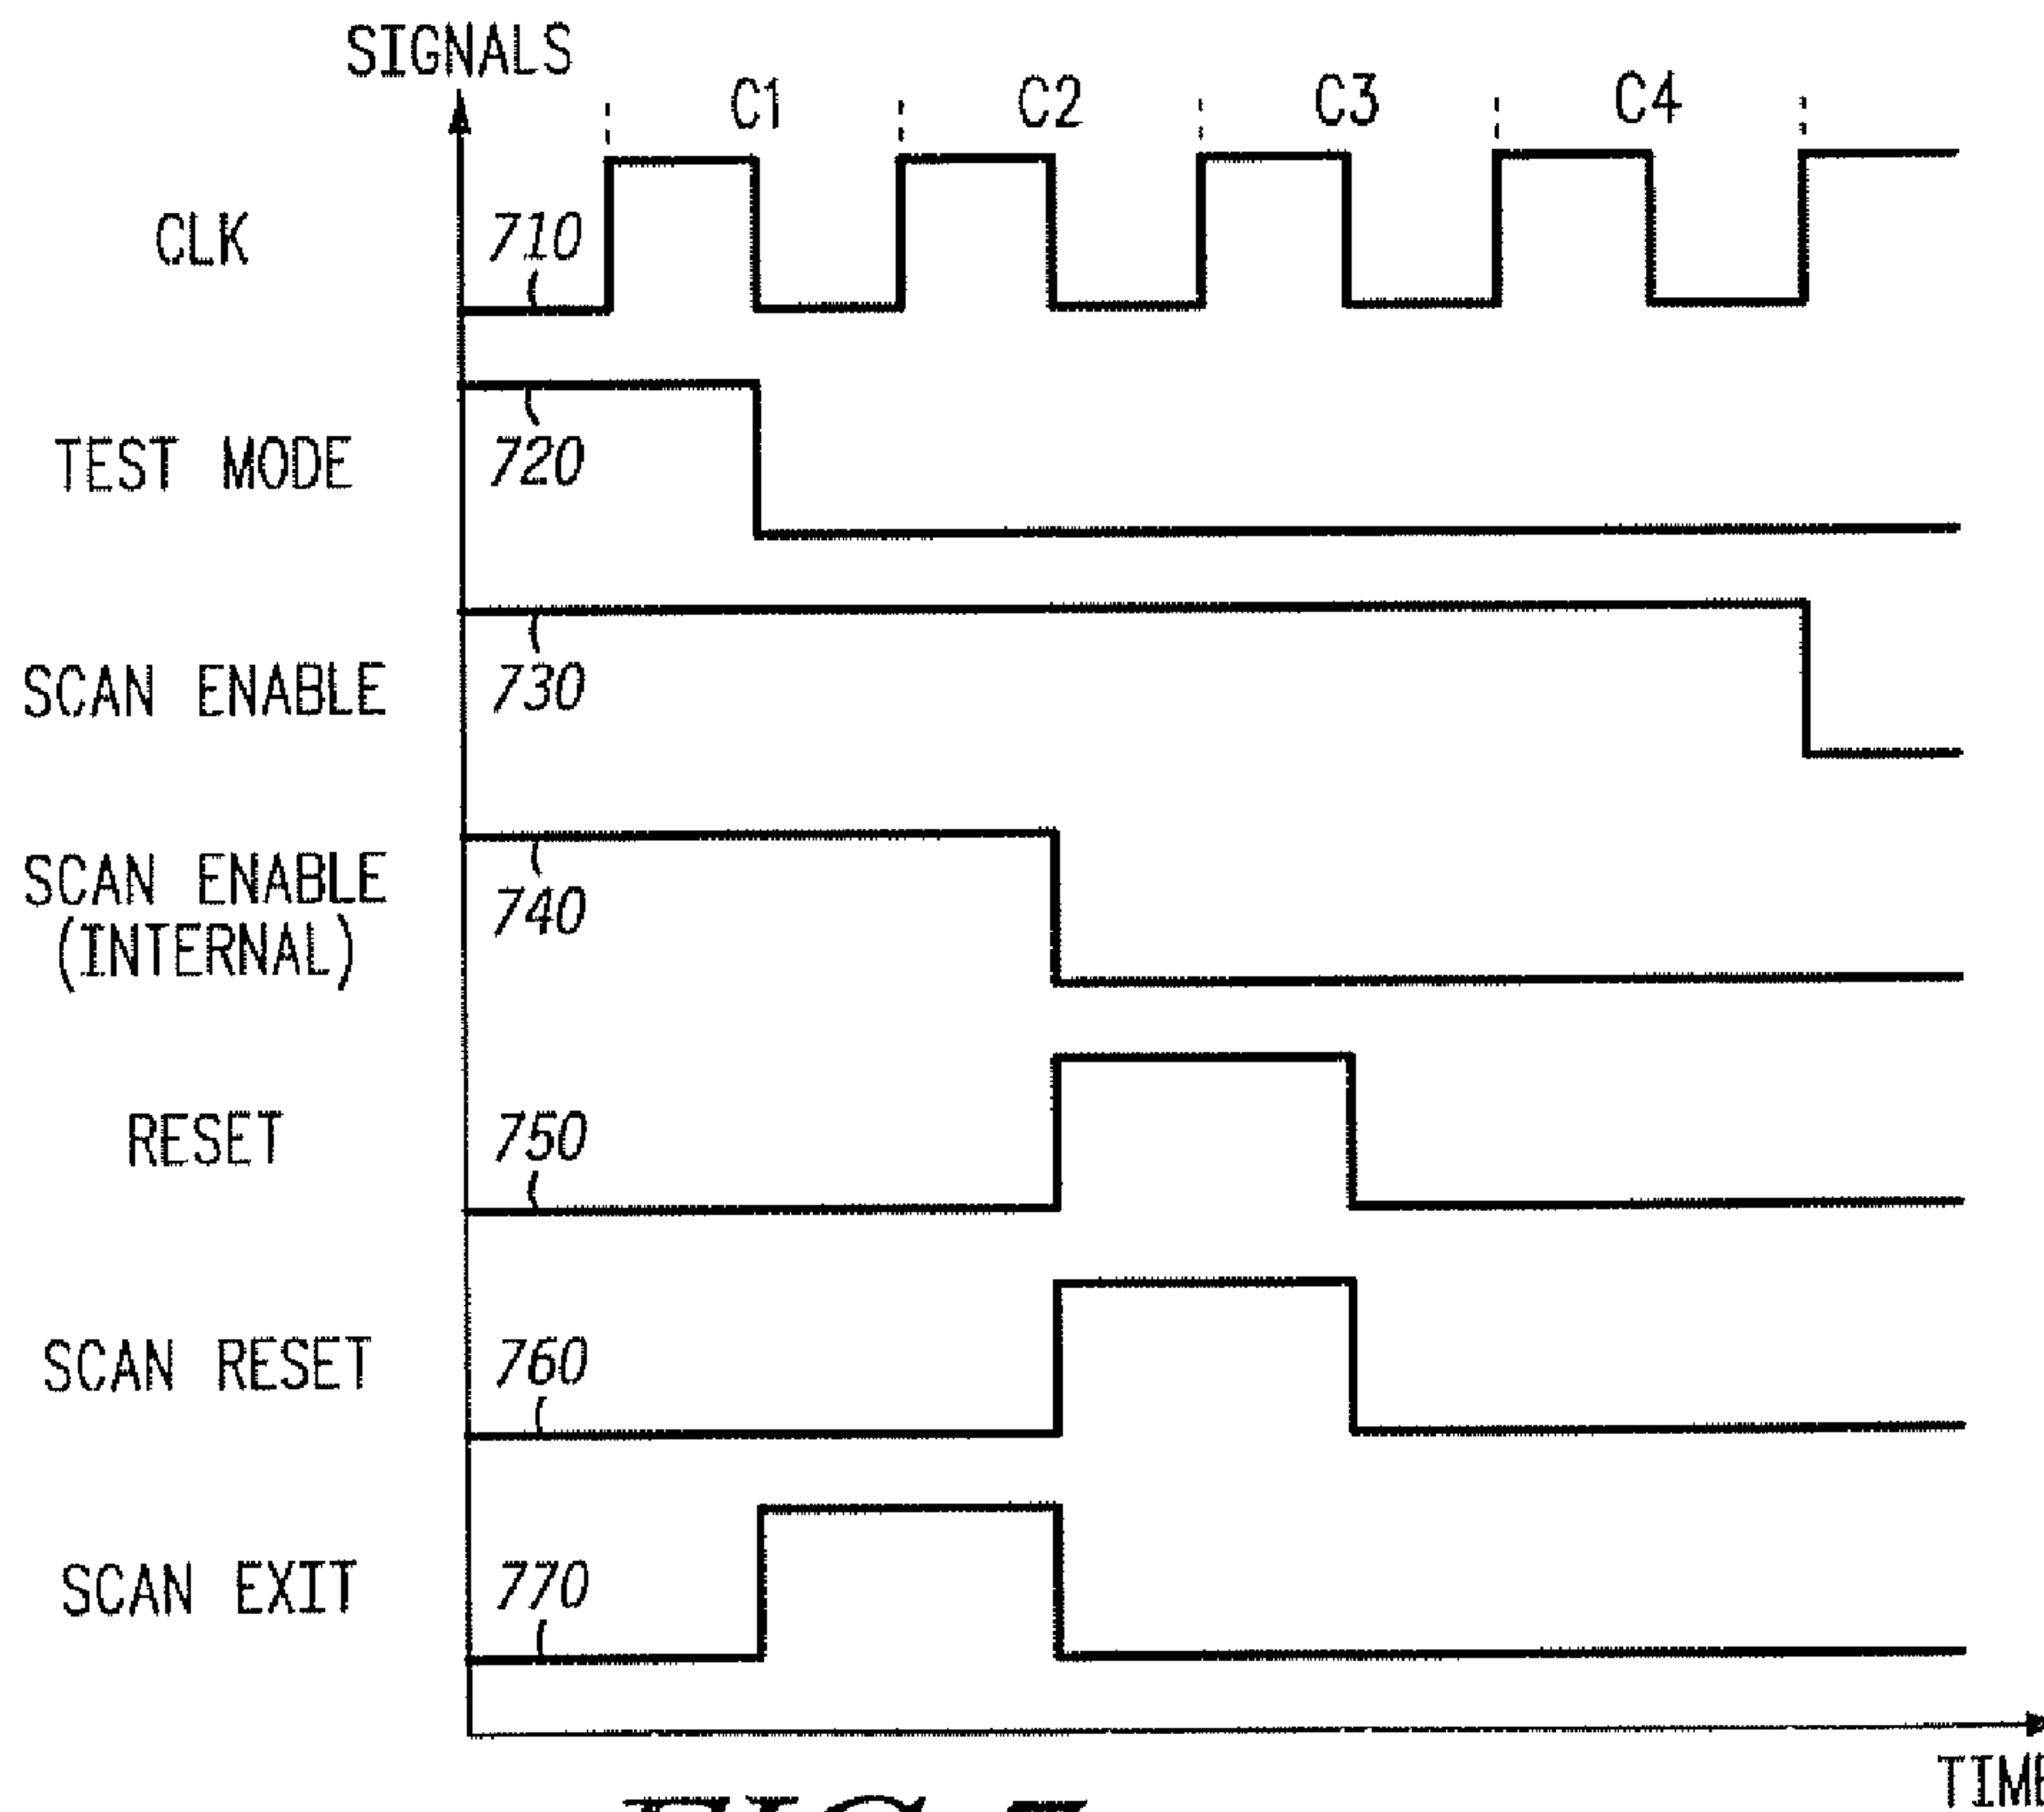 SIGNALS
C1 C2 C3 C4
CLK 710
TEST MODE 720
SCAN ENABLE 730
SCAN ENABLE
(INTERNAL) 740
RESET 750
SCAN RESET 760
SCAN EXIT 770